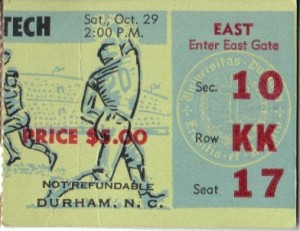 TECH
Sat., Oct. 29
2:00 P.M.
20
PRICE $5.00
NOT REFUNDABLE
DURHAM, N. C.
EAST
Enter East Gate
Sec. 10
Row KK
Seat 17